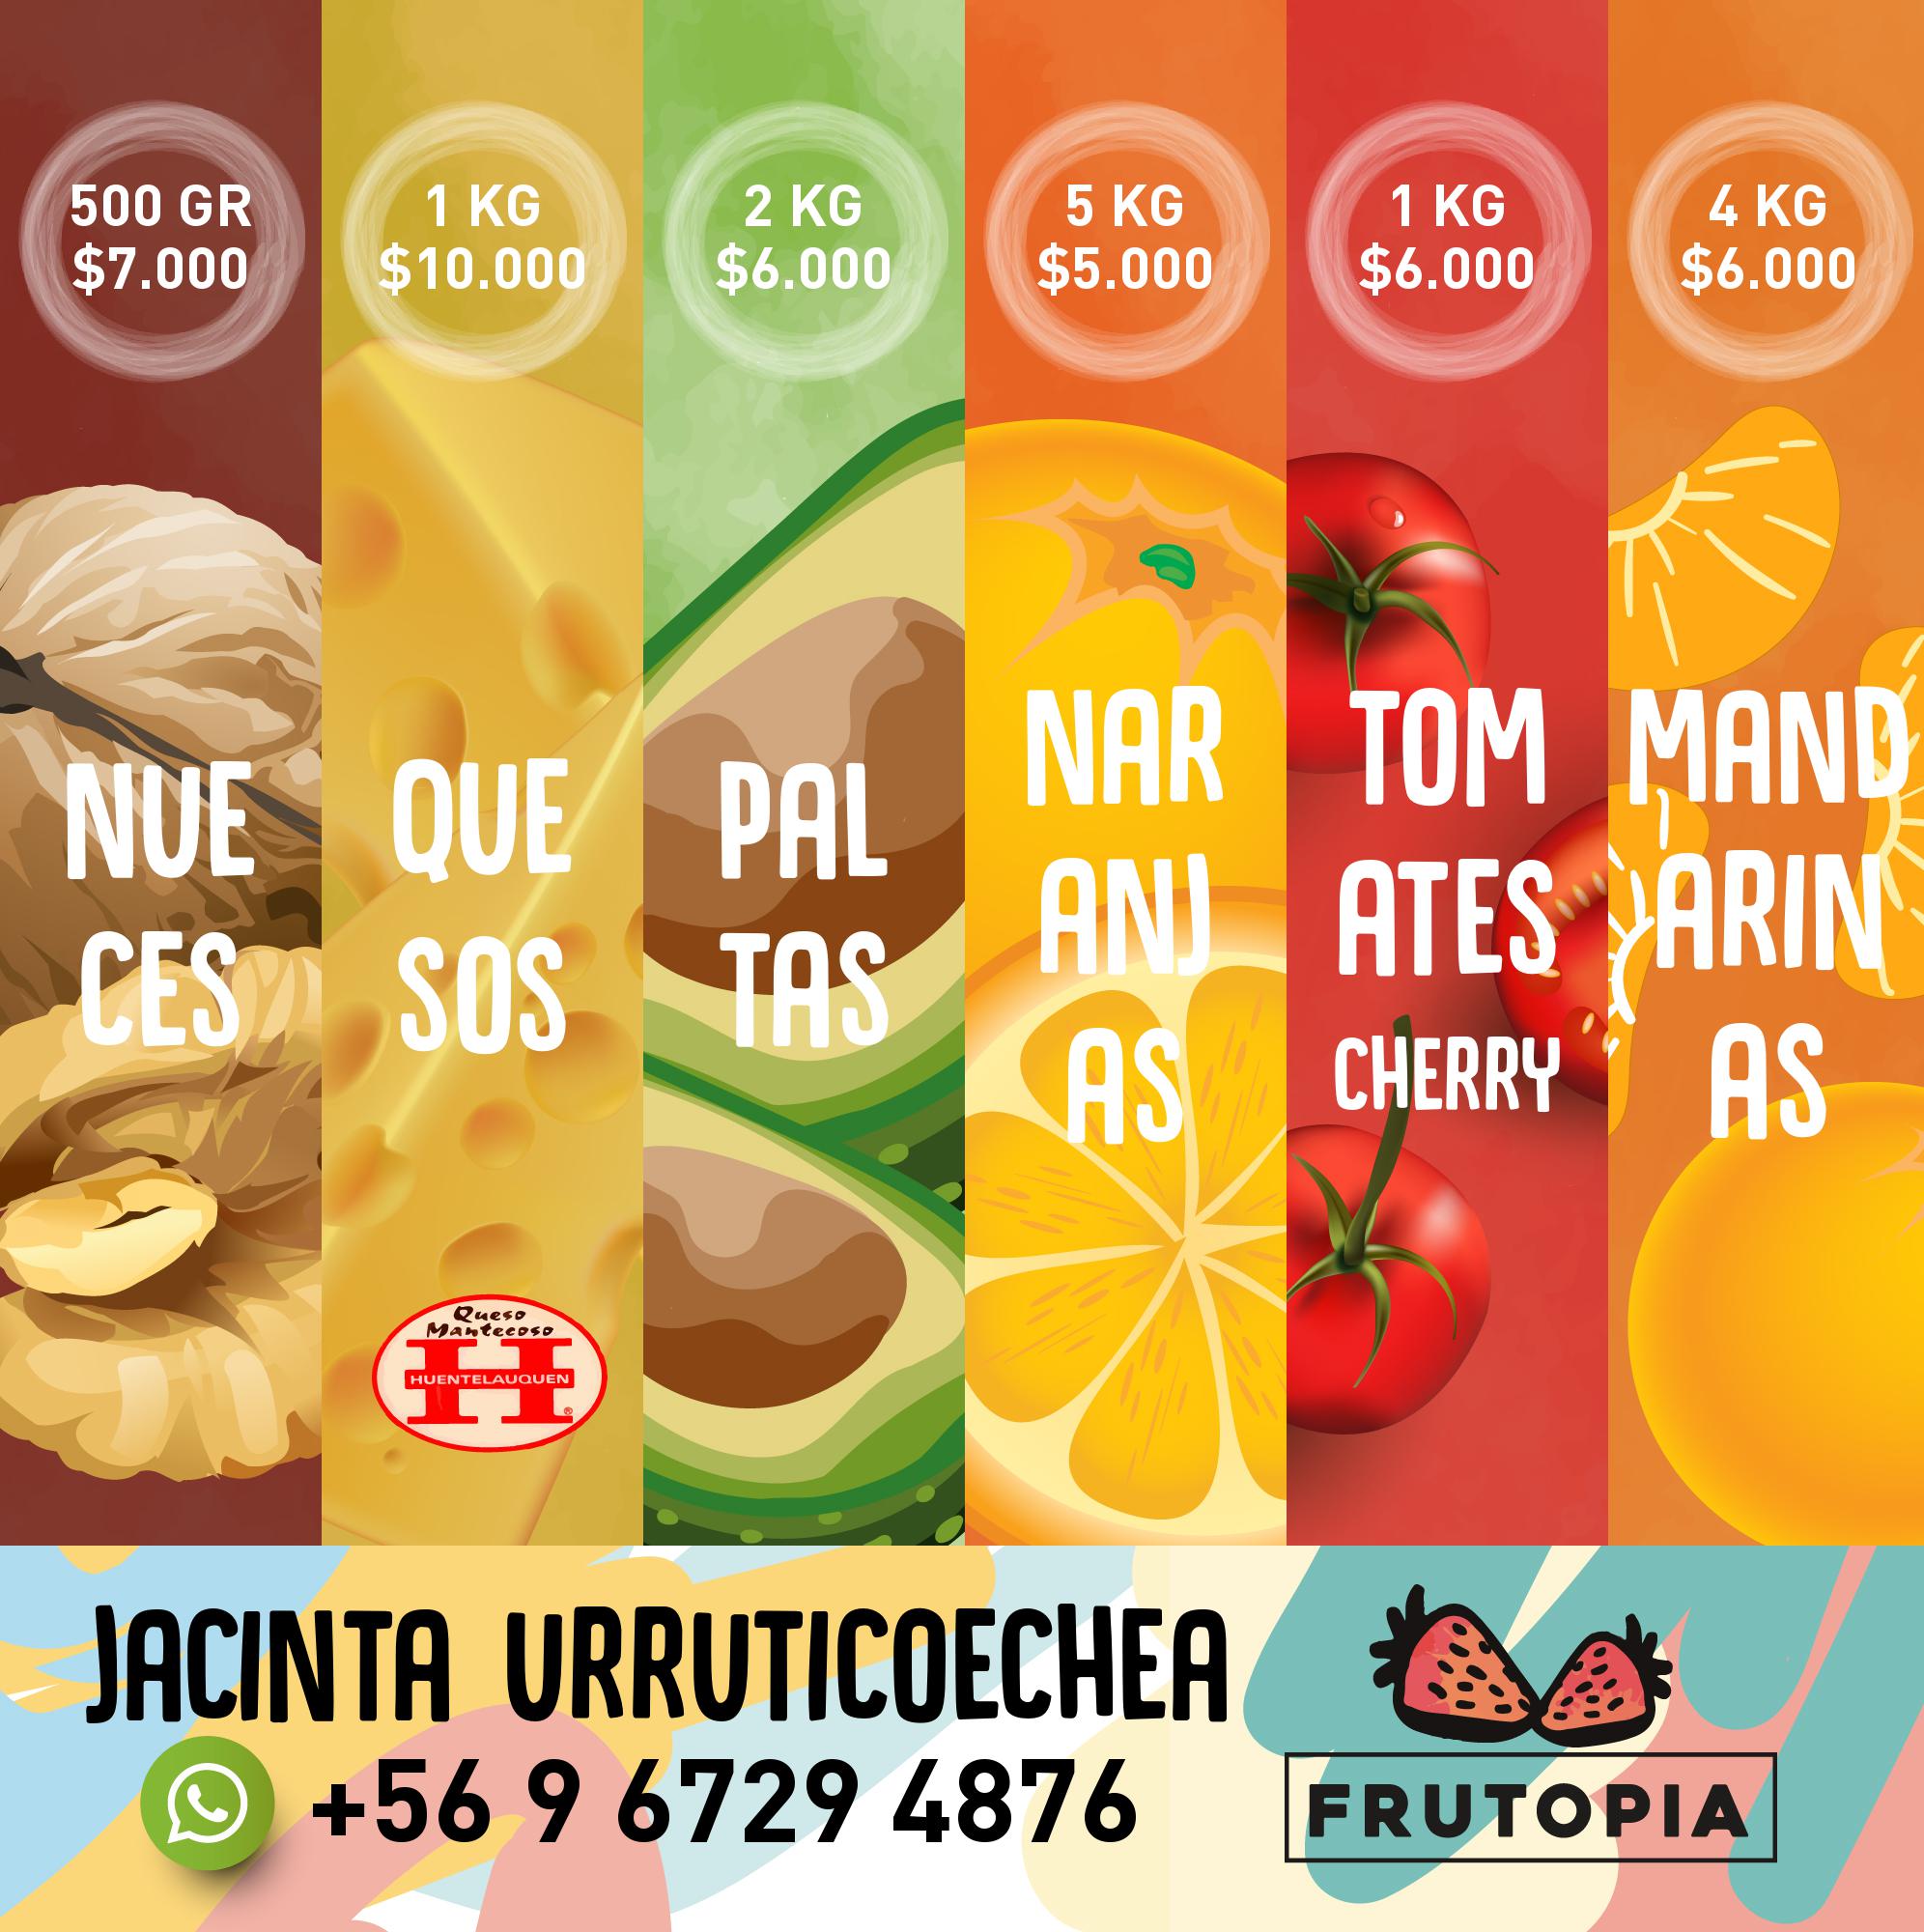 500 GR
$7.000
NUE
CES
1 KG
$10.000
QUE
SOS
Queso
Mantecoso
H
HUENTELAUQUEN
®
2 KG
$6.000
PAL
TAS
5 KG
$5.000
NAR
ANJ
AS
1 KG
$6.000
TOM
ATES
CHERRY
4 KG
$6.000
MAND
ARIN
AS
JACINTA URRUTICOECHEA
+56 9 6729 4876
FRUTOPIA